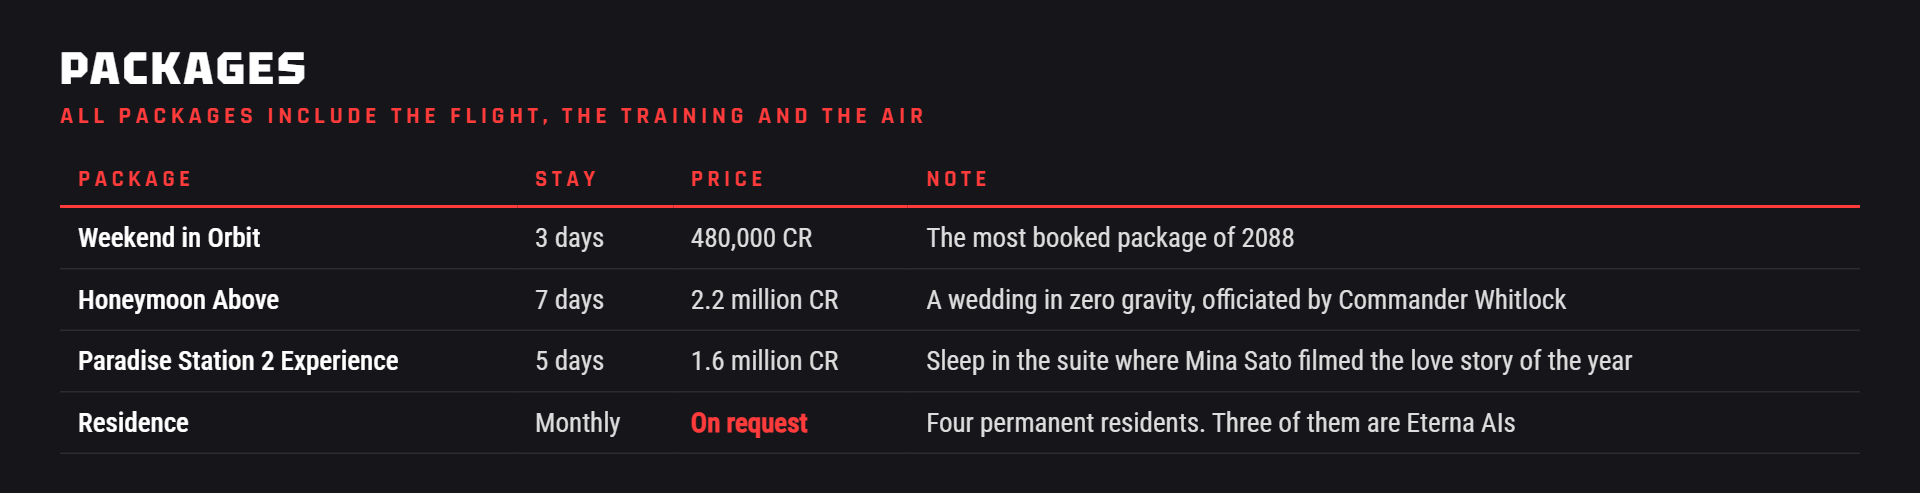 PACKAGES
ALL PACKAGES INCLUDE THE FLIGHT, THE TRAINING AND THE AIR
PACKAGE STAY PRICE NOTE
Weekend in Orbit 3 days 480,000 CR The most booked package of 2088
Honeymoon Above 7 days 2.2 million CR A wedding in zero gravity, officiated by Commander Whitlock
Paradise Station 2 Experience 5 days 1.6 million CR Sleep in the suite where Mina Sato filmed the love story of the year
Residence Monthly On request Four permanent residents. Three of them are Eterna AIs